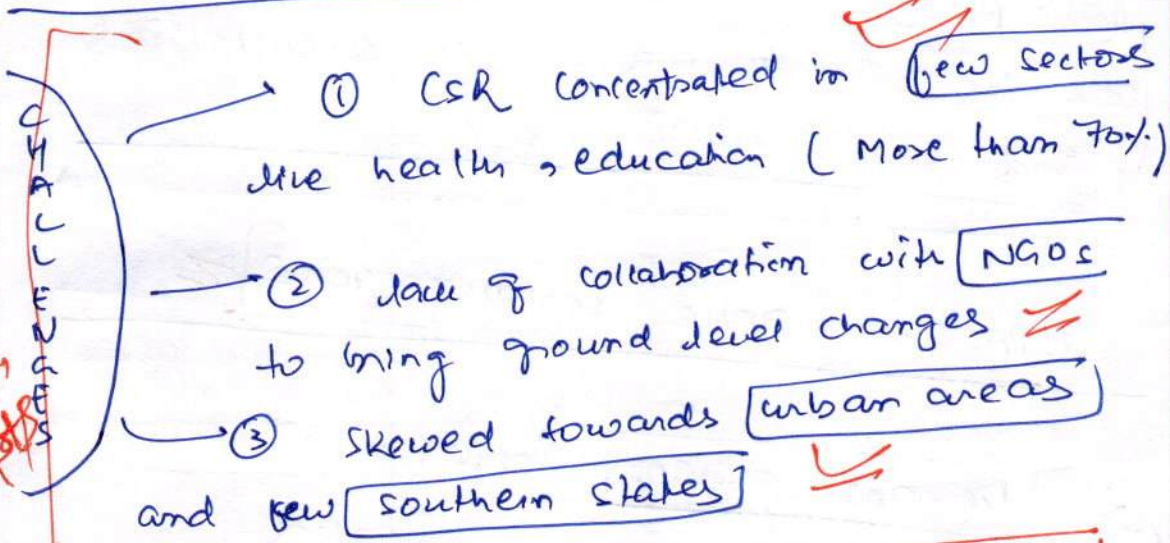 CHALLENGES
① CSR concentrated in few sectors
like health, education (More than 70%)
② lack of collaboration with NGOs
to bring ground level changes
③ skewed towards urban areas
and few southern states